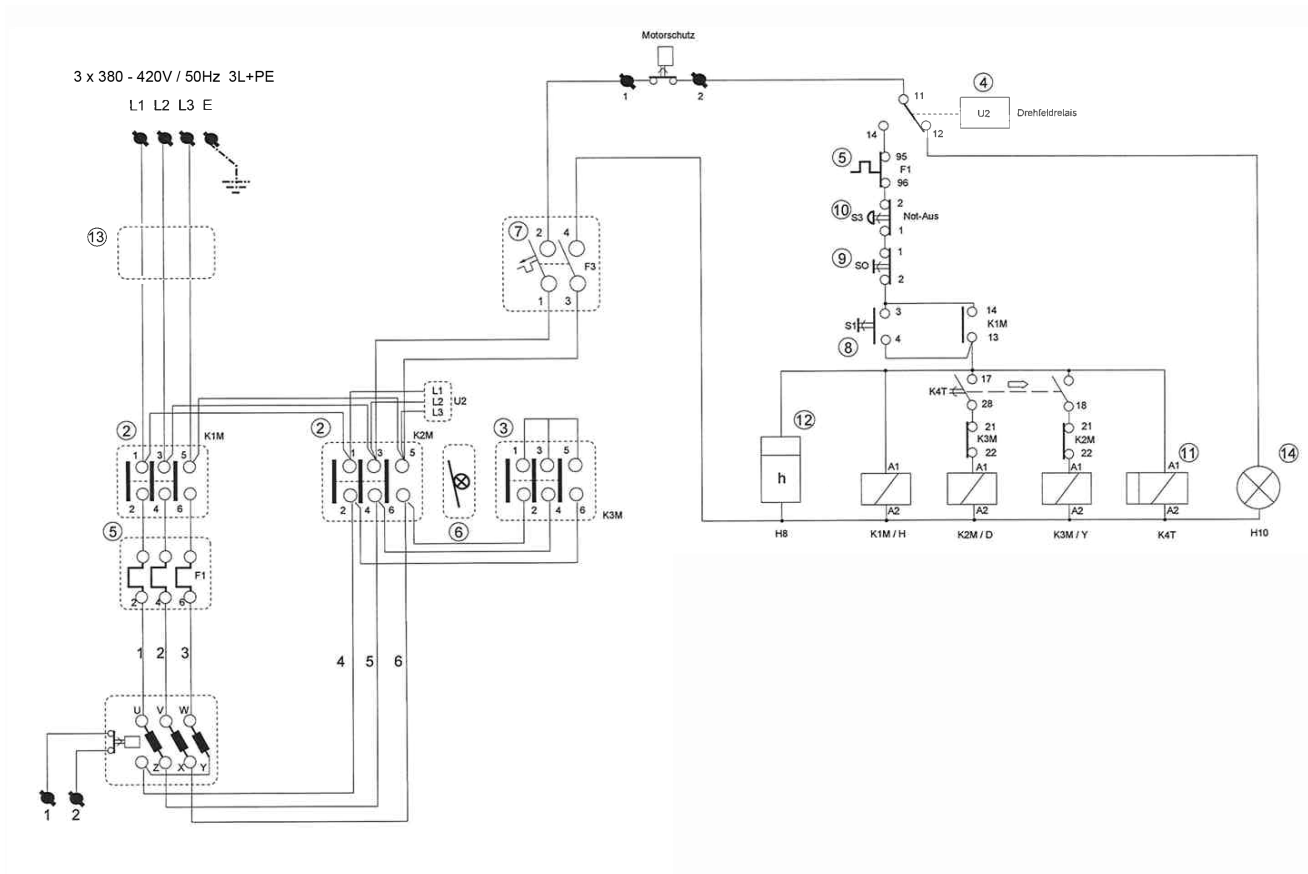 Motorschutz
3 x 380 - 420V / 50Hz 3L+PE
L1 L2 L3 E
1 2
11
4
U2 Drehfeldrelais
12
14
5
95
F1
96
10
2
S3 Not-Aus
1
9
1
SO
2
3 14
S1 K1M
4 13
8
13
7
2 4
F3
1 3
L1
L2 U2
L3
17
K4T
28 18
21 21
K3M K2M
22 22
12
h
A1 A1 A1 A1
11
14
A2 A2 A2 A2
H8 K1M / H K2M / D K3M / Y K4T H10
2
K1M
1 3 5
2 4 6
2
K2M
1 3 5
2 4 6
6
3
1 3 5
2 4 6
K3M
5
F1
2 4 6
1 2 3
4 5 6
U V W
Z X Y
1 2